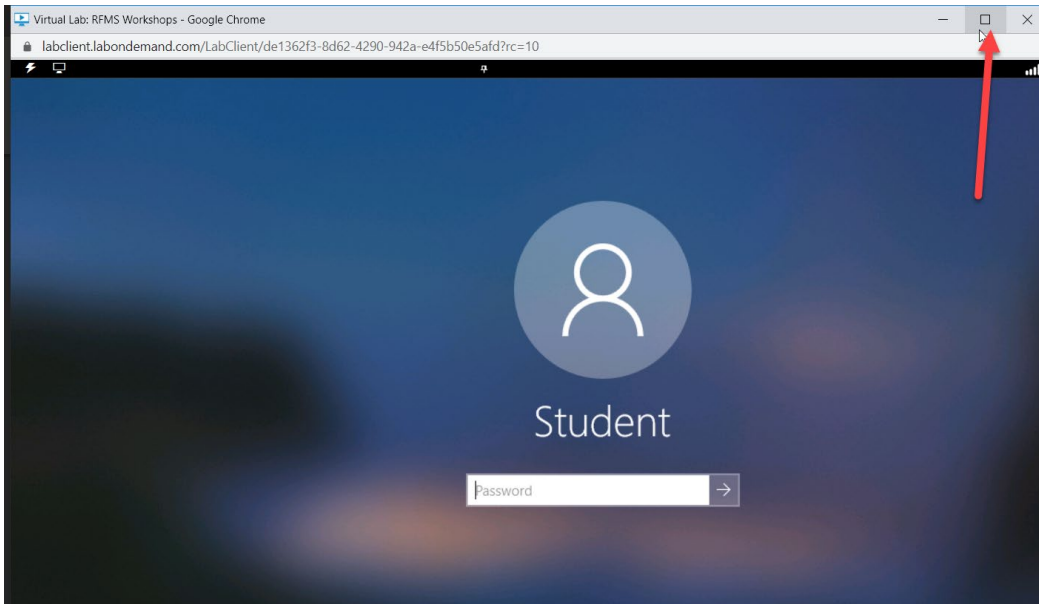 Virtual Lab: RFMS Workshops - Google Chrome
labclient.labondemand.com/LabClient/de1362f3-8d62-4290-942a-e4f5b50e5afd?rc=10
Student
Password